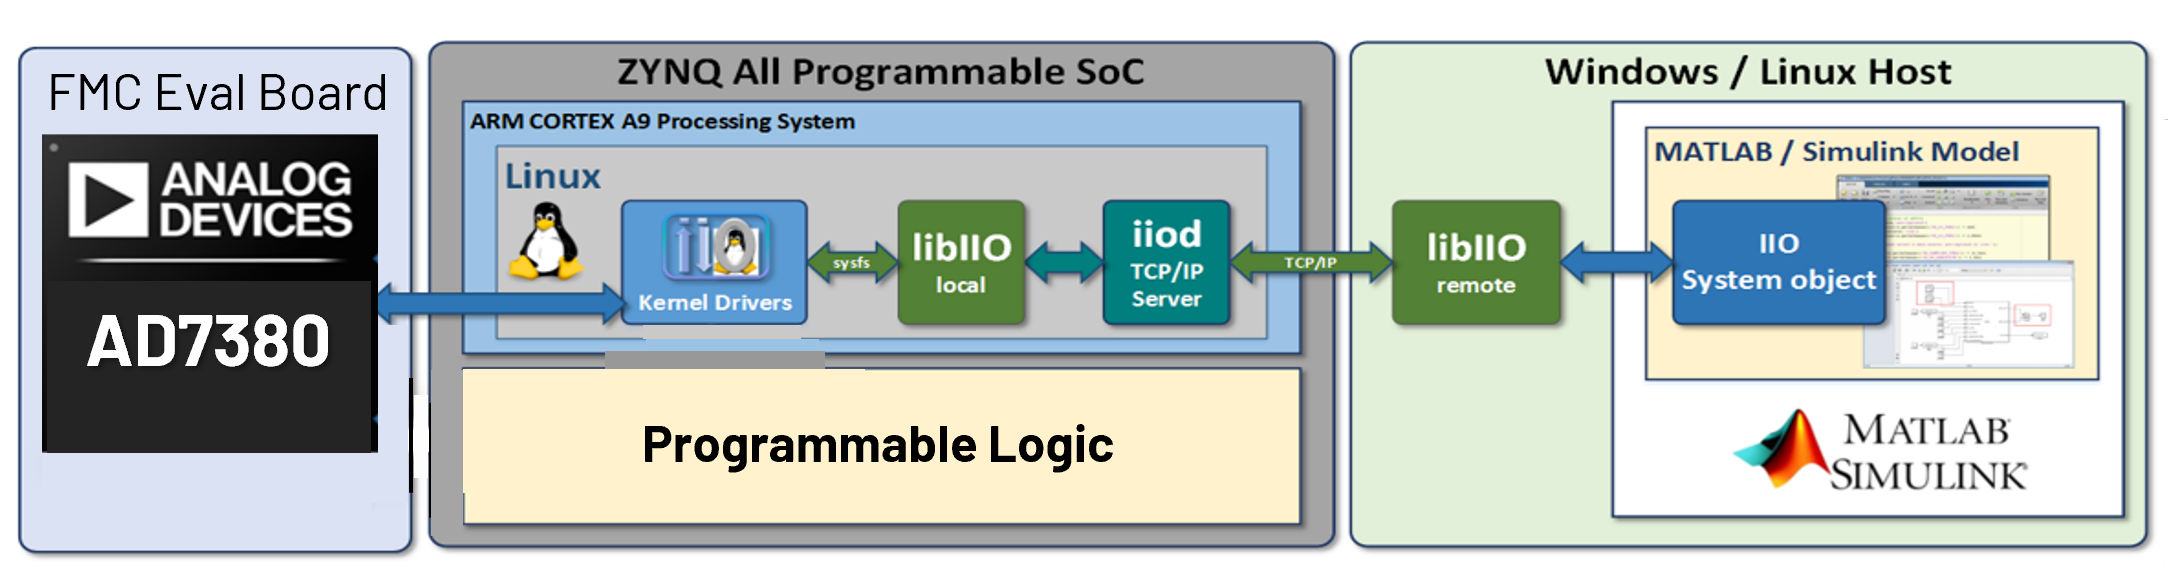 FMC Eval Board
ANALOG
DEVICES
AD7380
ZYNQ All Programmable SoC
ARM CORTEX A9 Processing System
Linux
Kernel Drivers
sysfs
libIIO
local
iiod
TCP/IP
Server
TCP/IP
Programmable Logic
Windows / Linux Host
libIIO
remote
MATLAB / Simulink Model
IIO
System object
MATLAB
SIMULINK